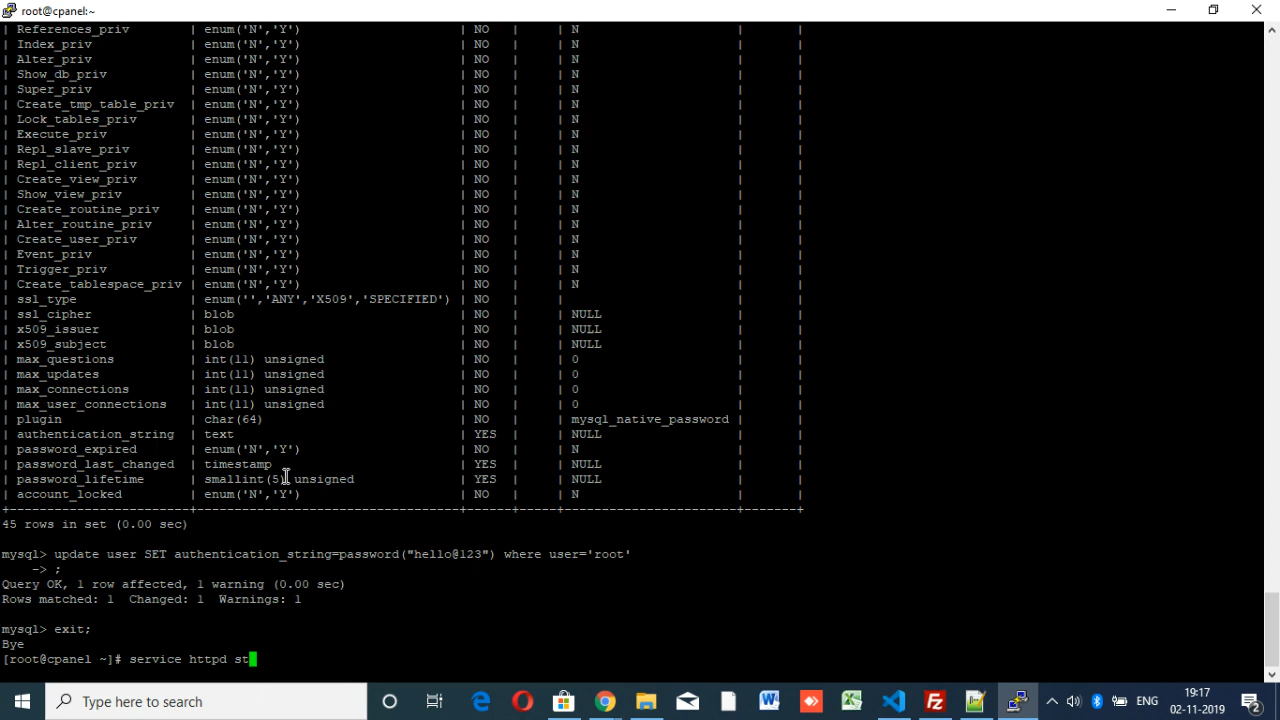 root@cpanel:~
| References_priv | enum('N','Y') | NO | | N | |
| Index_priv | enum('N','Y') | NO | | N | |
| Alter_priv | enum('N','Y') | NO | | N | |
| Show_db_priv | enum('N','Y') | NO | | N | |
| Super_priv | enum('N','Y') | NO | | N | |
| Create_tmp_table_priv | enum('N','Y') | NO | | N | |
| Lock_tables_priv | enum('N','Y') | NO | | N | |
| Execute_priv | enum('N','Y') | NO | | N | |
| Repl_slave_priv | enum('N','Y') | NO | | N | |
| Repl_client_priv | enum('N','Y') | NO | | N | |
| Create_view_priv | enum('N','Y') | NO | | N | |
| Show_view_priv | enum('N','Y') | NO | | N | |
| Create_routine_priv | enum('N','Y') | NO | | N | |
| Alter_routine_priv | enum('N','Y') | NO | | N | |
| Create_user_priv | enum('N','Y') | NO | | N | |
| Event_priv | enum('N','Y') | NO | | N | |
| Trigger_priv | enum('N','Y') | NO | | N | |
| Create_tablespace_priv | enum('N','Y') | NO | | N | |
| ssl_type | enum('','ANY','X509','SPECIFIED') | NO | | | |
| ssl_cipher | blob | NO | | NULL | |
| x509_issuer | blob | NO | | NULL | |
| x509_subject | blob | NO | | NULL | |
| max_questions | int(11) unsigned | NO | | 0 | |
| max_updates | int(11) unsigned | NO | | 0 | |
| max_connections | int(11) unsigned | NO | | 0 | |
| max_user_connections | int(11) unsigned | NO | | 0 | |
| plugin | char(64) | NO | | mysql_native_password | |
| authentication_string | text | YES | | NULL | |
| password_expired | enum('N','Y') | NO | | N | |
| password_last_changed | timestamp | YES | | NULL | |
| password_lifetime | smallint(5) unsigned | YES | | NULL | |
| account_locked | enum('N','Y') | NO | | N | |
+------------------------+-----------------------------------+------+-----+-----------------------+-------+
45 rows in set (0.00 sec)
mysql> update user SET authentication_string=password("hello@123") where user='root'
-> ;
Query OK, 1 row affected, 1 warning (0.00 sec)
Rows matched: 1 Changed: 1 Warnings: 1
mysql> exit;
Bye
[root@cpanel ~]# service httpd st
Type here to search
ENG
19:17
02-11-2019
2